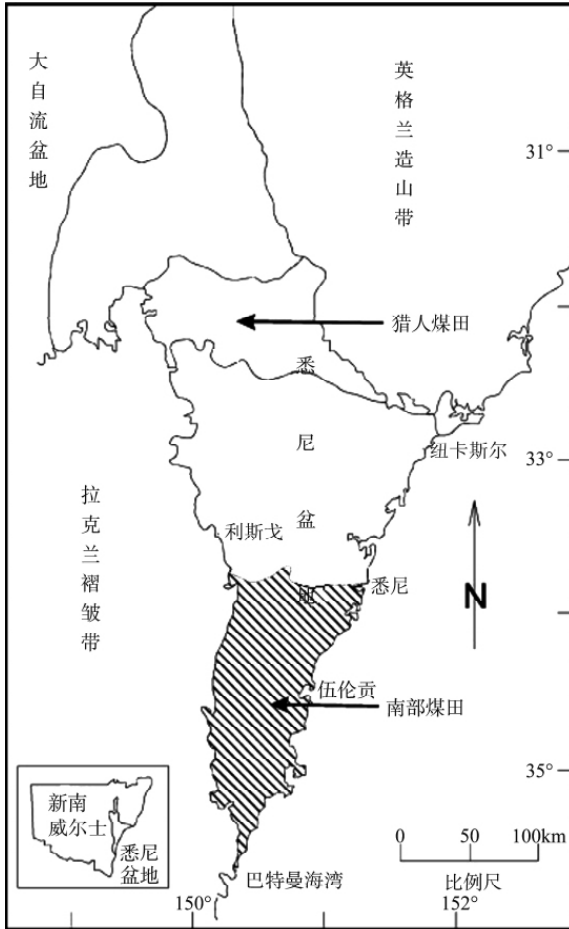 大自流盆地
英格兰造山带
31°
猎人煤田
悉尼盆地
纽卡斯尔
33°
拉克兰褶皱带
利斯戈
悉尼
N
伍伦贡
南部煤田
35°
新南
威尔士
悉尼
盆地
0 50 100km
比例尺
巴特曼海湾
150° 152°